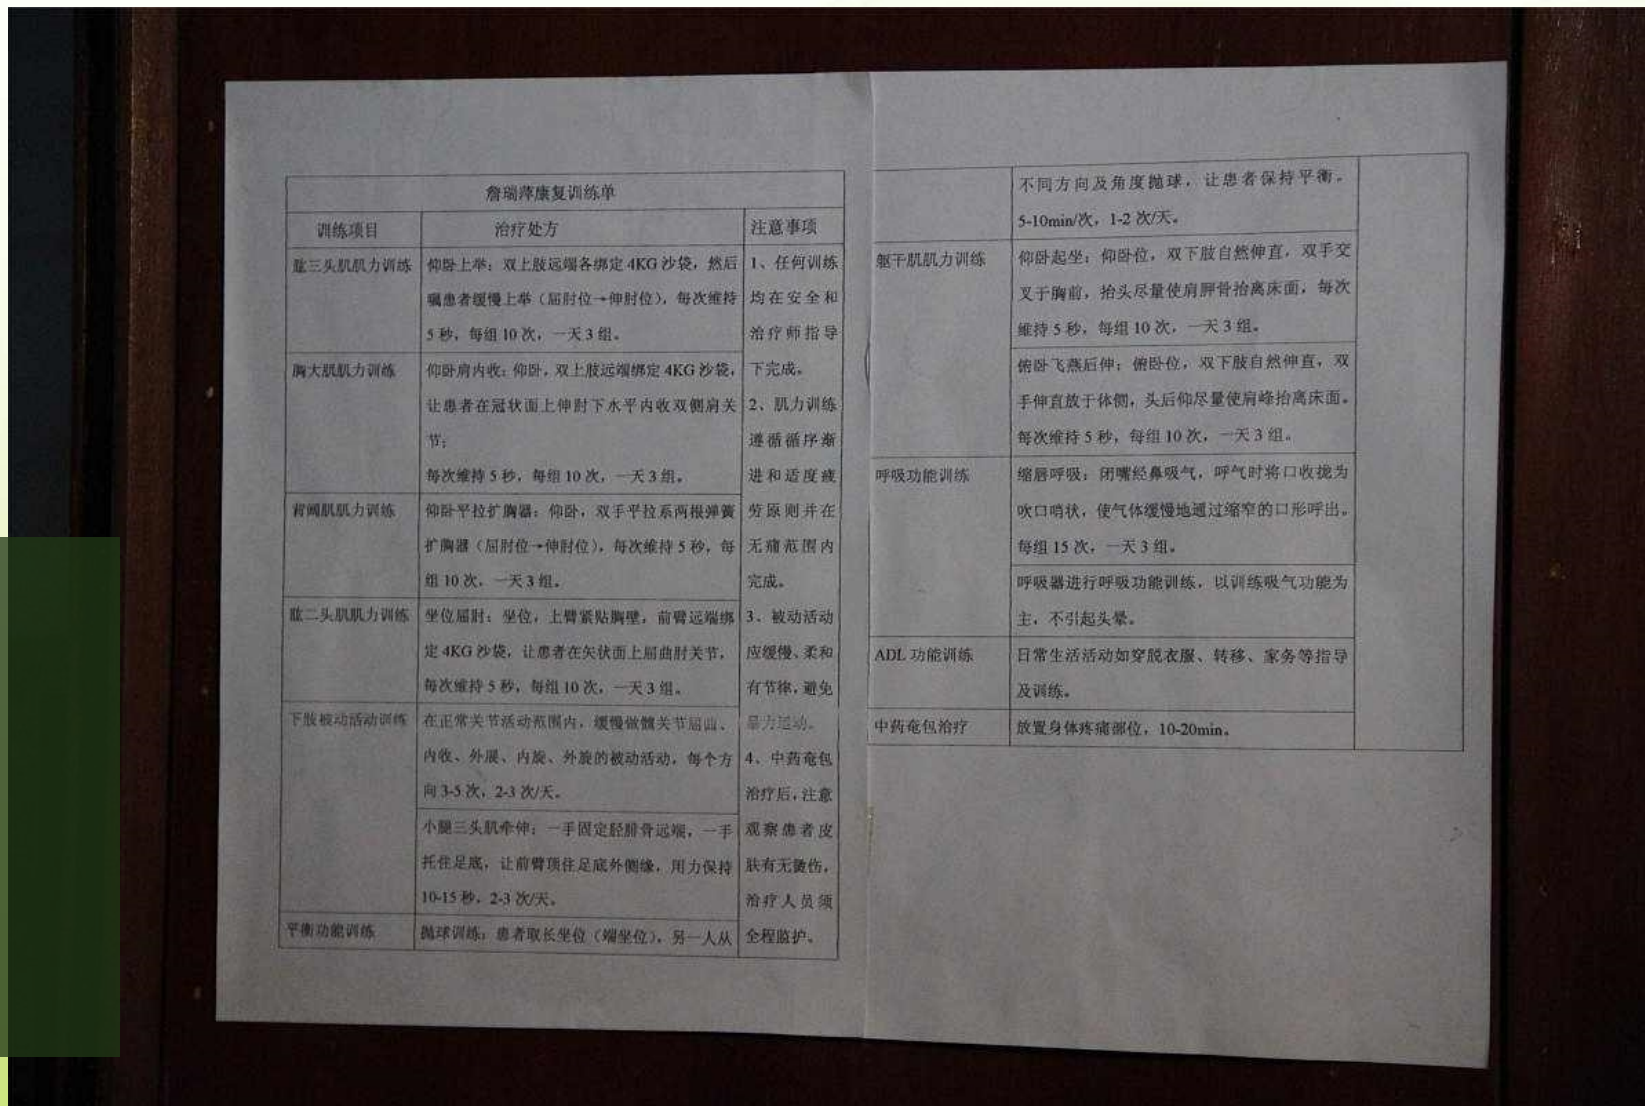 詹瑞萍康复训练单
训练项目
治疗处方
注意事项
肱三头肌肌力训练
仰卧上举：双上肢远端各绑定 4KG 沙袋，然后
嘱患者缓慢上举（屈肘位→伸肘位），每次维持
5 秒，每组 10 次，一天 3 组。
胸大肌肌力训练
仰卧肩内收：仰卧，双上肢远端绑定 4KG 沙袋，
让患者在冠状面上伸肘下水平内收双侧肩关
节；
每次维持 5 秒，每组 10 次，一天 3 组。
背阔肌肌力训练
仰卧平拉扩胸器：仰卧，双手平拉系两根弹簧
扩胸器（屈肘位→伸肘位），每次维持 5 秒，每
组 10 次，一天 3 组。
肱二头肌肌力训练
坐位屈肘：坐位，上臂紧贴胸壁，前臂远端绑
定 4KG 沙袋，让患者在矢状面上屈曲肘关节，
每次维持 5 秒，每组 10 次，一天 3 组。
下肢被动活动训练
在正常关节活动范围内，缓慢做髋关节屈曲、
内收、外展、内旋、外旋的被动活动，每个方
向 3-5 次，2-3 次/天。
小腿三头肌牵伸：一手固定胫腓骨远端，一手
托住足底，让前臂顶住足底外侧缘，用力保持
10-15 秒，2-3 次/天。
平衡功能训练
抛球训练：患者取长坐位（端坐位），另一人从
1、任何训练
均在安全和
治疗师指导
下完成。
2、肌力训练
遵循循序渐
进和适度疲
劳原则并在
无痛范围内
完成。
3、被动活动
应缓慢、柔和
有节律，避免
暴力运动。
4、中药奄包
治疗后，注意
观察患者皮
肤有无烫伤，
治疗人员须
全程监护。
不同方向及角度抛球，让患者保持平衡。
5-10min/次，1-2 次/天。
躯干肌肌力训练
仰卧起坐：仰卧位，双下肢自然伸直，双手交
叉于胸前，抬头尽量使肩胛骨抬离床面，每次
维持 5 秒，每组 10 次，一天 3 组。
俯卧飞燕后伸：俯卧位，双下肢自然伸直，双
手伸直放于体侧，头后仰尽量使肩峰抬离床面。
每次维持 5 秒，每组 10 次，一天 3 组。
呼吸功能训练
缩唇呼吸：闭嘴经鼻吸气，呼气时将口收拢为
吹口哨状，使气体缓慢地通过缩窄的口形呼出。
每组 15 次，一天 3 组。
呼吸器进行呼吸功能训练，以训练吸气功能为
主，不引起头晕。
ADL 功能训练
日常生活活动如穿脱衣服、转移、家务等指导
及训练。
中药奄包治疗
放置身体疼痛部位，10-20min。